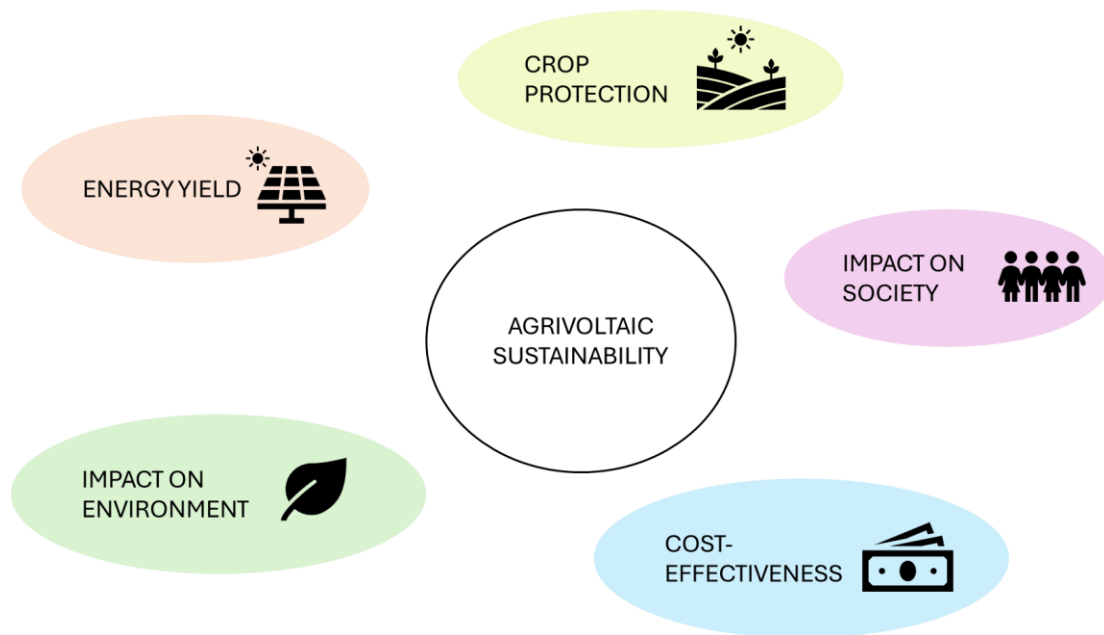 CROP
PROTECTION
ENERGY YIELD
IMPACT ON
SOCIETY
AGRIVOLTAIC
SUSTAINABILITY
IMPACT ON
ENVIRONMENT
COST-
EFFECTIVENESS